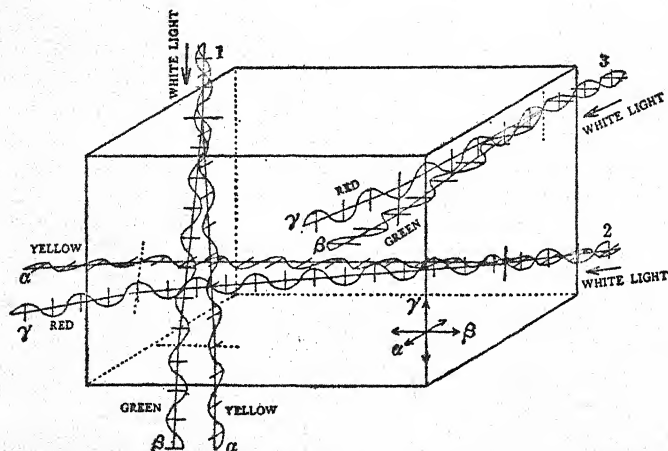 1
WHITE LIGHT
3
WHITE LIGHT
RED
γ
GREEN
β
2
WHITE LIGHT
YELLOW
α
γ
RED
γ
β
α
GREEN
YELLOW
β
α